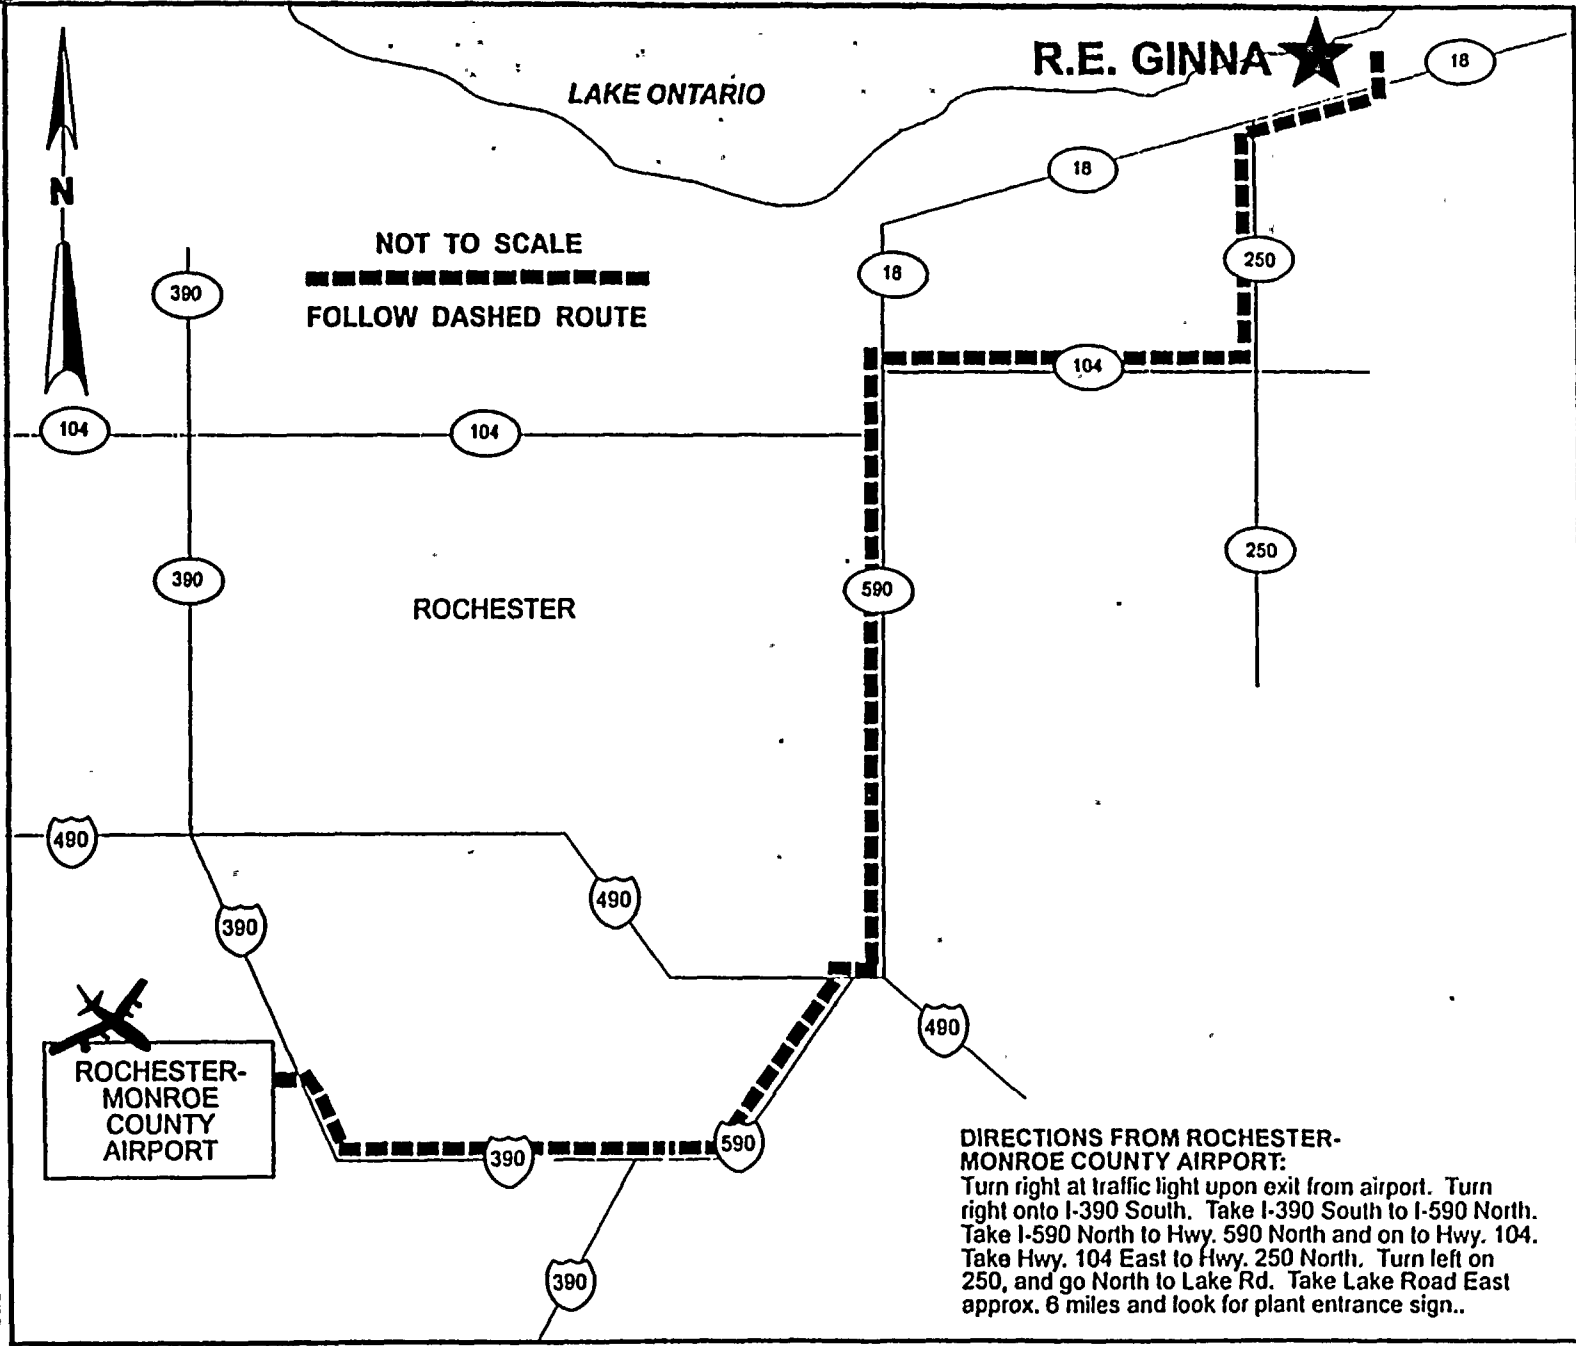 R.E. GINNA
18
LAKE ONTARIO
18
N
NOT TO SCALE
FOLLOW DASHED ROUTE
390
18
250
104
104
104
390
ROCHESTER
590
250
490
490
390
490
ROCHESTER-
MONROE
COUNTY
AIRPORT
390
590
390
DIRECTIONS FROM ROCHESTER-
MONROE COUNTY AIRPORT:
Turn right at traffic light upon exit from airport. Turn
right onto I-390 South. Take I-390 South to I-590 North.
Take I-590 North to Hwy. 590 North and on to Hwy. 104.
Take Hwy. 104 East to Hwy. 250 North. Turn left on
250, and go North to Lake Rd. Take Lake Road East
approx. 6 miles and look for plant entrance sign..